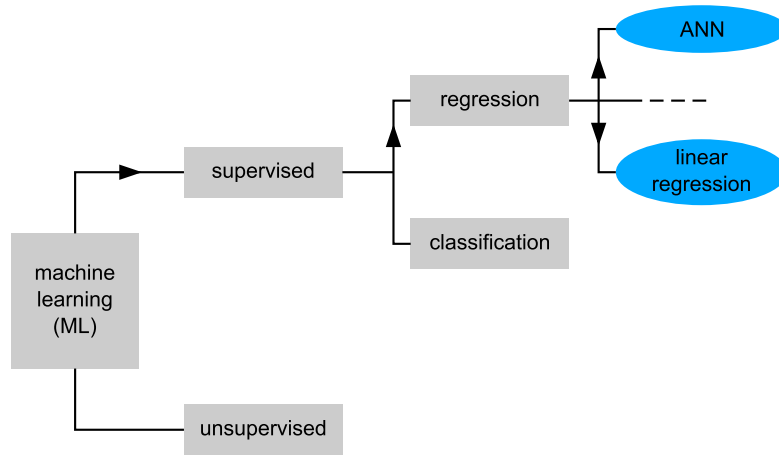 ANN
regression
linear
regression
supervised
classification
machine
learning
(ML)
unsupervised